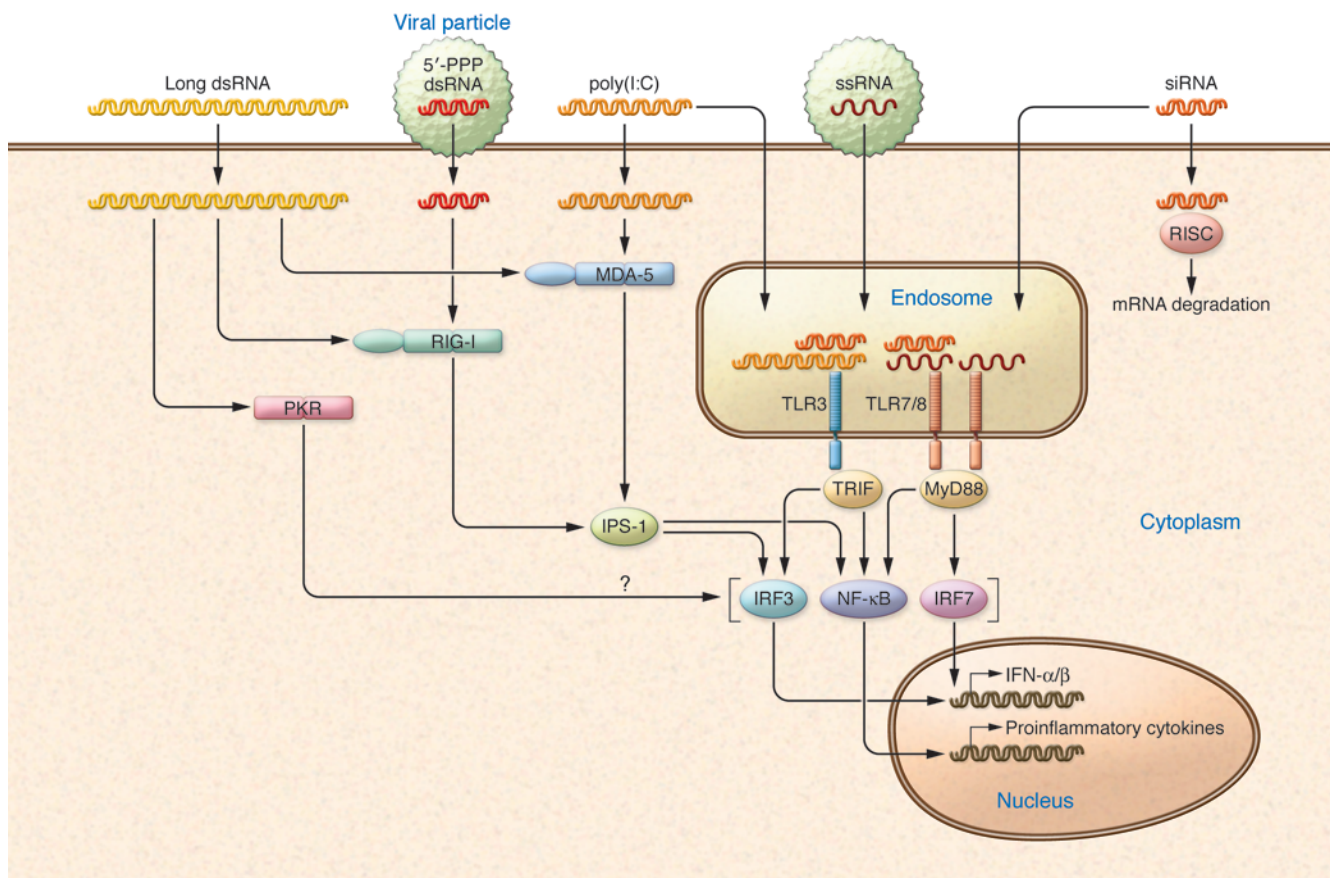 Viral particle
Long dsRNA
5′-PPP
dsRNA
poly(I:C)
ssRNA
siRNA
RISC
mRNA degradation
MDA-5
Endosome
RIG-I
PKR
TLR3
TLR7/8
TRIF
MyD88
IPS-1
Cytoplasm
?
IRF3
NF-κB
IRF7
IFN-α/β
Proinflammatory cytokines
Nucleus